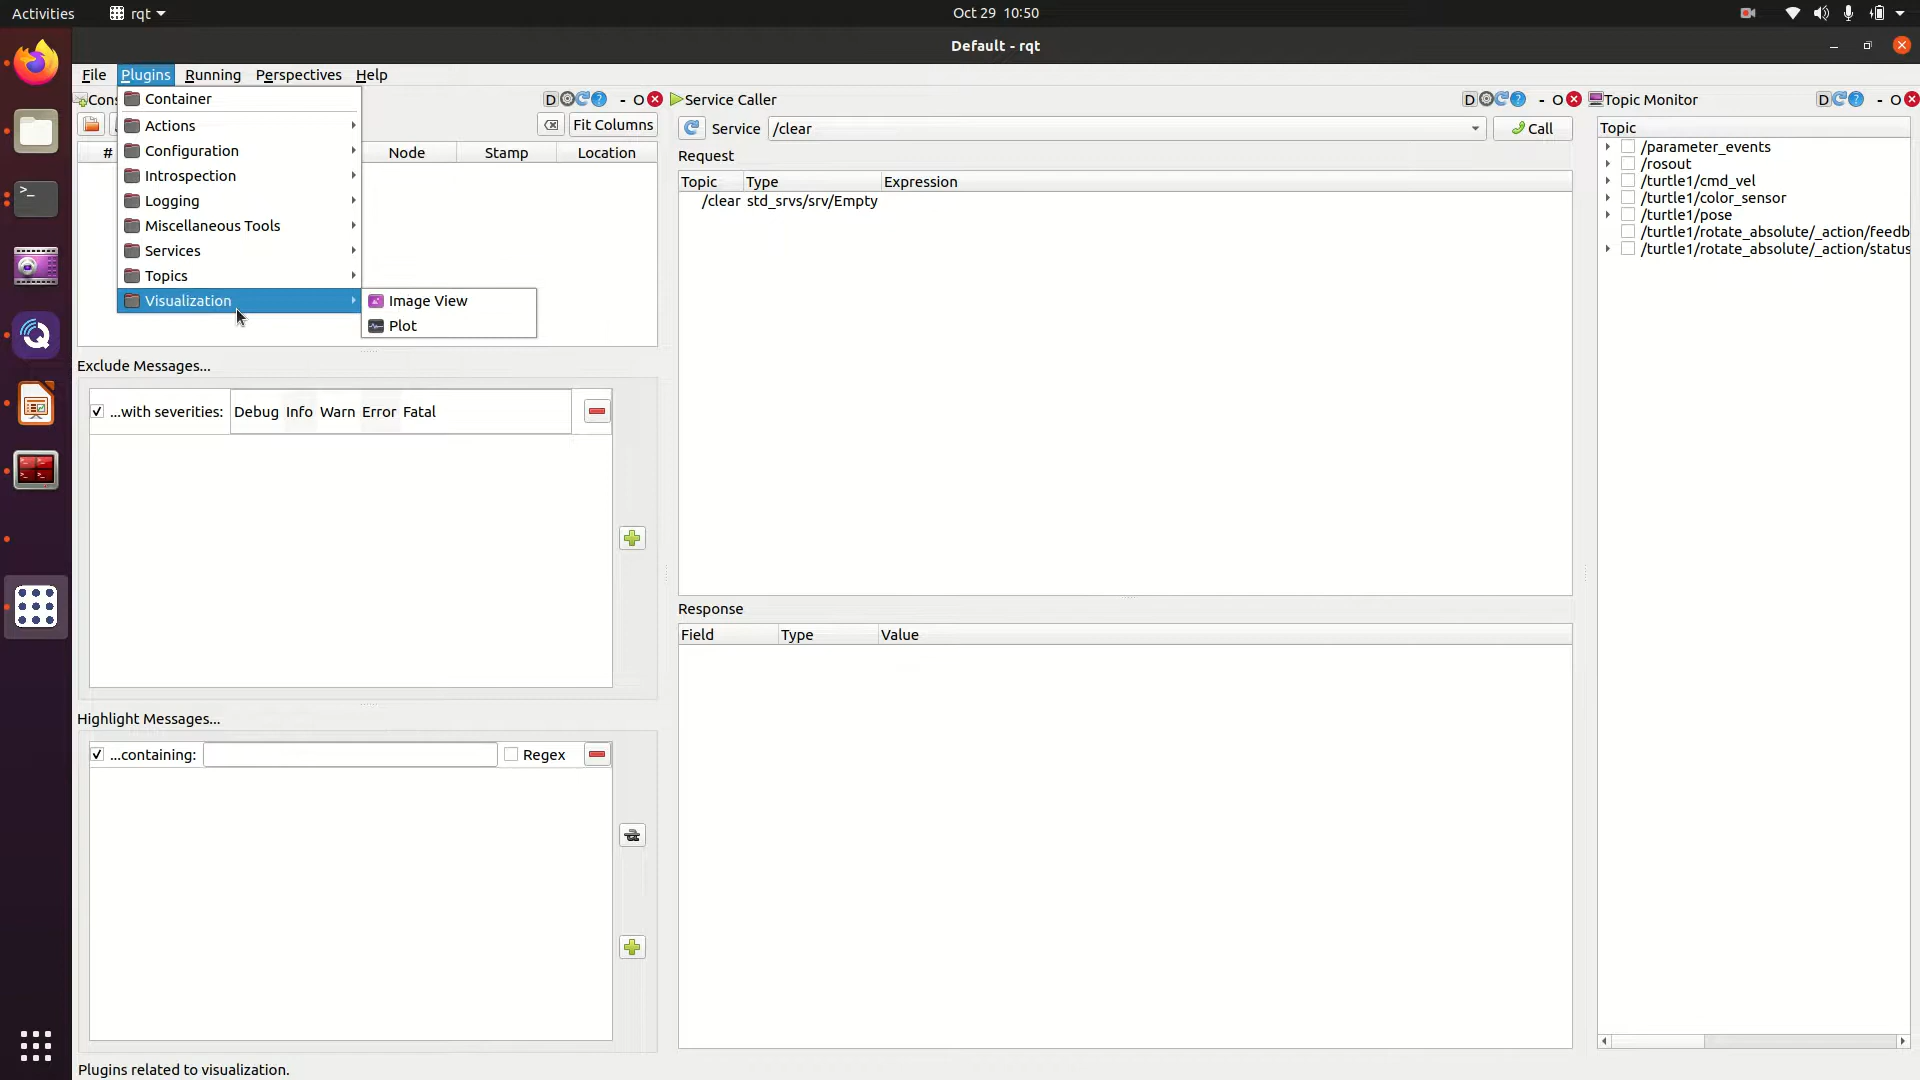 Activities
rqt
Oct 29 10:50
Default - rqt
File Plugins Running Perspectives Help
Cons
D - O
Fit Columns
# Node Stamp Location
Container
Actions
Configuration
Introspection
Logging
Miscellaneous Tools
Services
Topics
Visualization
Image View
Plot
Exclude Messages...
...with severities: Debug Info Warn Error Fatal
Highlight Messages...
...containing: Regex
Plugins related to visualization.
Service Caller
D - O
Service /clear Call
Request
Topic Type Expression
/clear std_srvs/srv/Empty
Response
Field Type Value
Topic Monitor
D - O
Topic
/parameter_events
/rosout
/turtle1/cmd_vel
/turtle1/color_sensor
/turtle1/pose
/turtle1/rotate_absolute/_action/feedb
/turtle1/rotate_absolute/_action/status